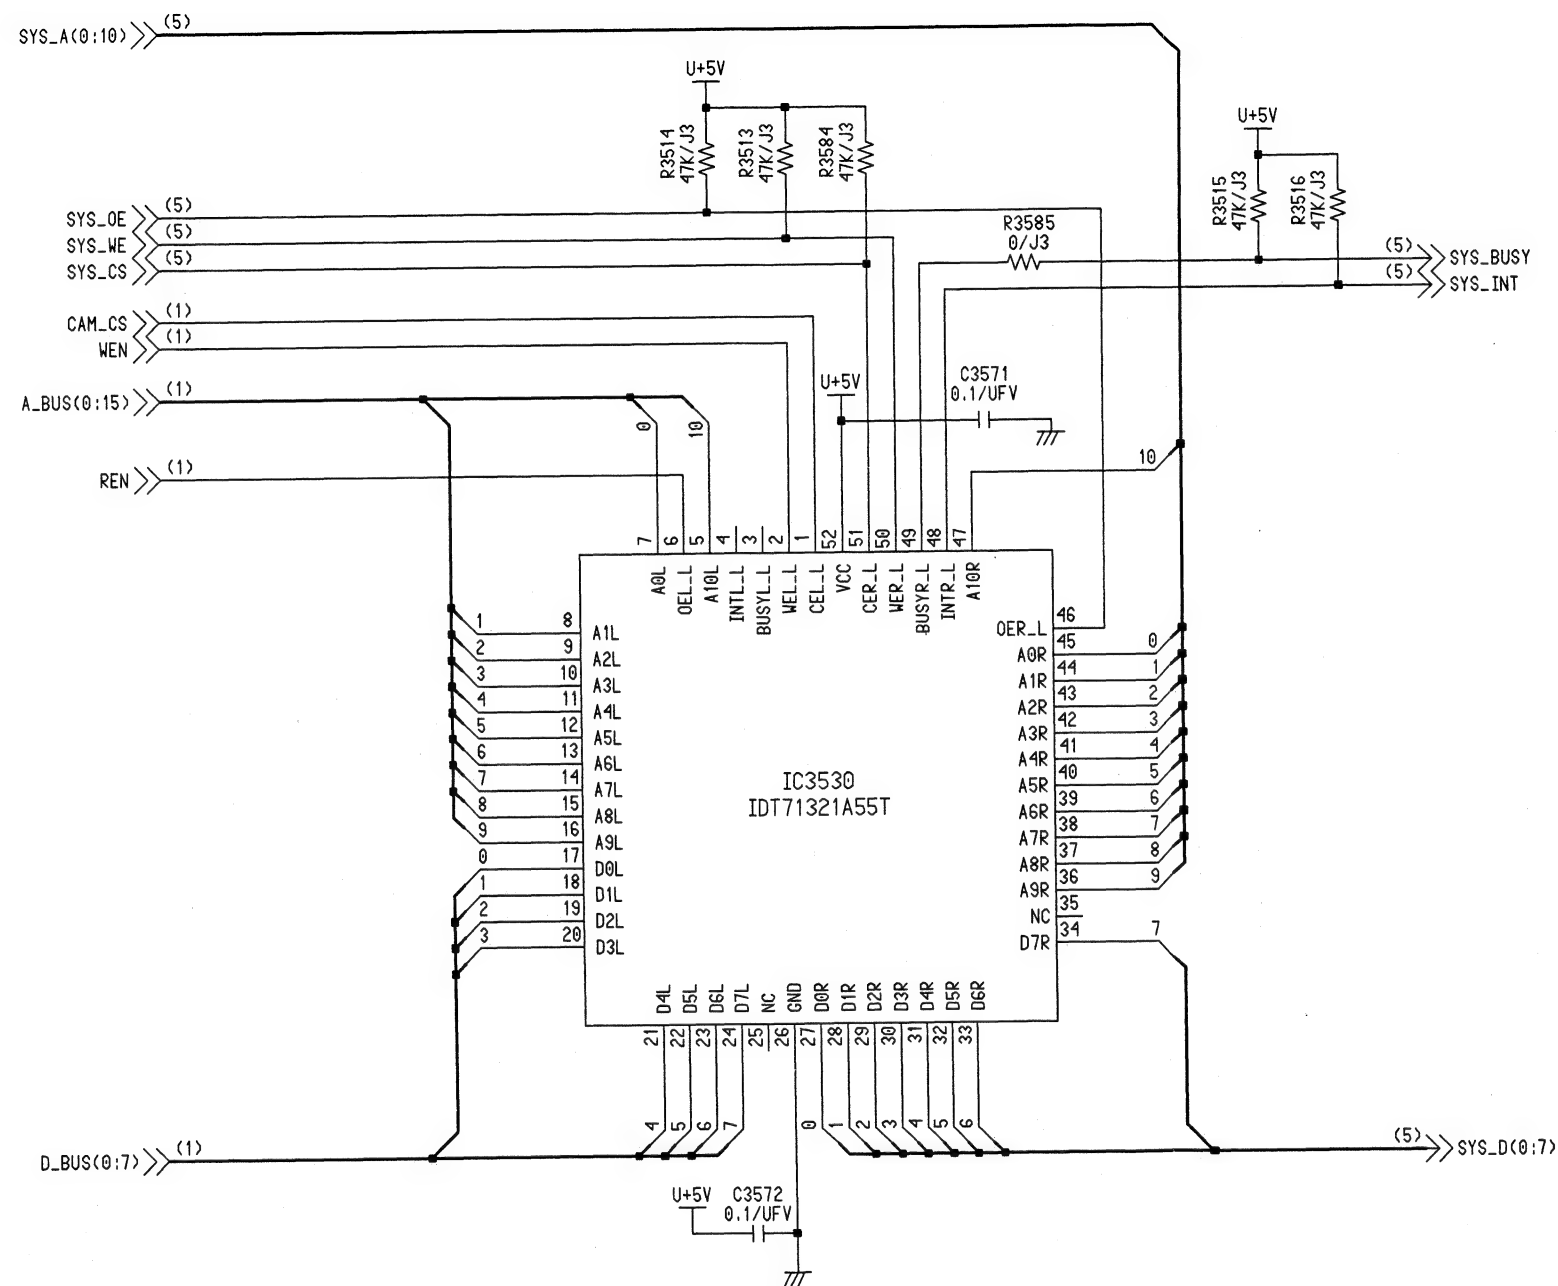 SYS_A(0:10) (5)
U+5V
R3514 47K/J3
R3513 47K/J3
R3584 47K/J3
U+5V
R3515 47K/J3
R3516 47K/J3
SYS_OE (5)
SYS_WE (5)
SYS_CS (5)
R3585
0/J3
(5) SYS_BUSY
(5) SYS_INT
CAM_CS (1)
WEN (1)
U+5V
C3571
0.1/UFV
A_BUS(0:15) (1)
0 10
10
REN (1)
7 6 5 4 3 2 1 52 51 50 49 48 47
A0L OEL_L A10L INTL_L BUSYL_L WEL_L CEL_L VCC CER_L WER_L BUSYR_L INTR_L A10R
OER_L 46
1 8 A1L
A0R 45 0
2 9 A2L
A1R 44 1
3 10 A3L
A2R 43 2
4 11 A4L
A3R 42 3
5 12 A5L
A4R 41 4
6 13 A6L
A5R 40 5
7 14 A7L
A6R 39 6
8 15 A8L
A7R 38 7
9 16 A9L
A8R 37 8
0 17 D0L
A9R 36 9
1 18 D1L
NC 35
2 19 D2L
D7R 34 7
3 20 D3L
IC3530
IDT71321A55T
D4L D5L D6L D7L NC GND D0R D1R D2R D3R D4R D5R D6R
21 22 23 24 25 26 27 28 29 30 31 32 33
4 5 6 7 0 1 2 3 4 5 6
D_BUS(0:7) (1)
(5) SYS_D(0:7)
U+5V
C3572
0.1/UFV